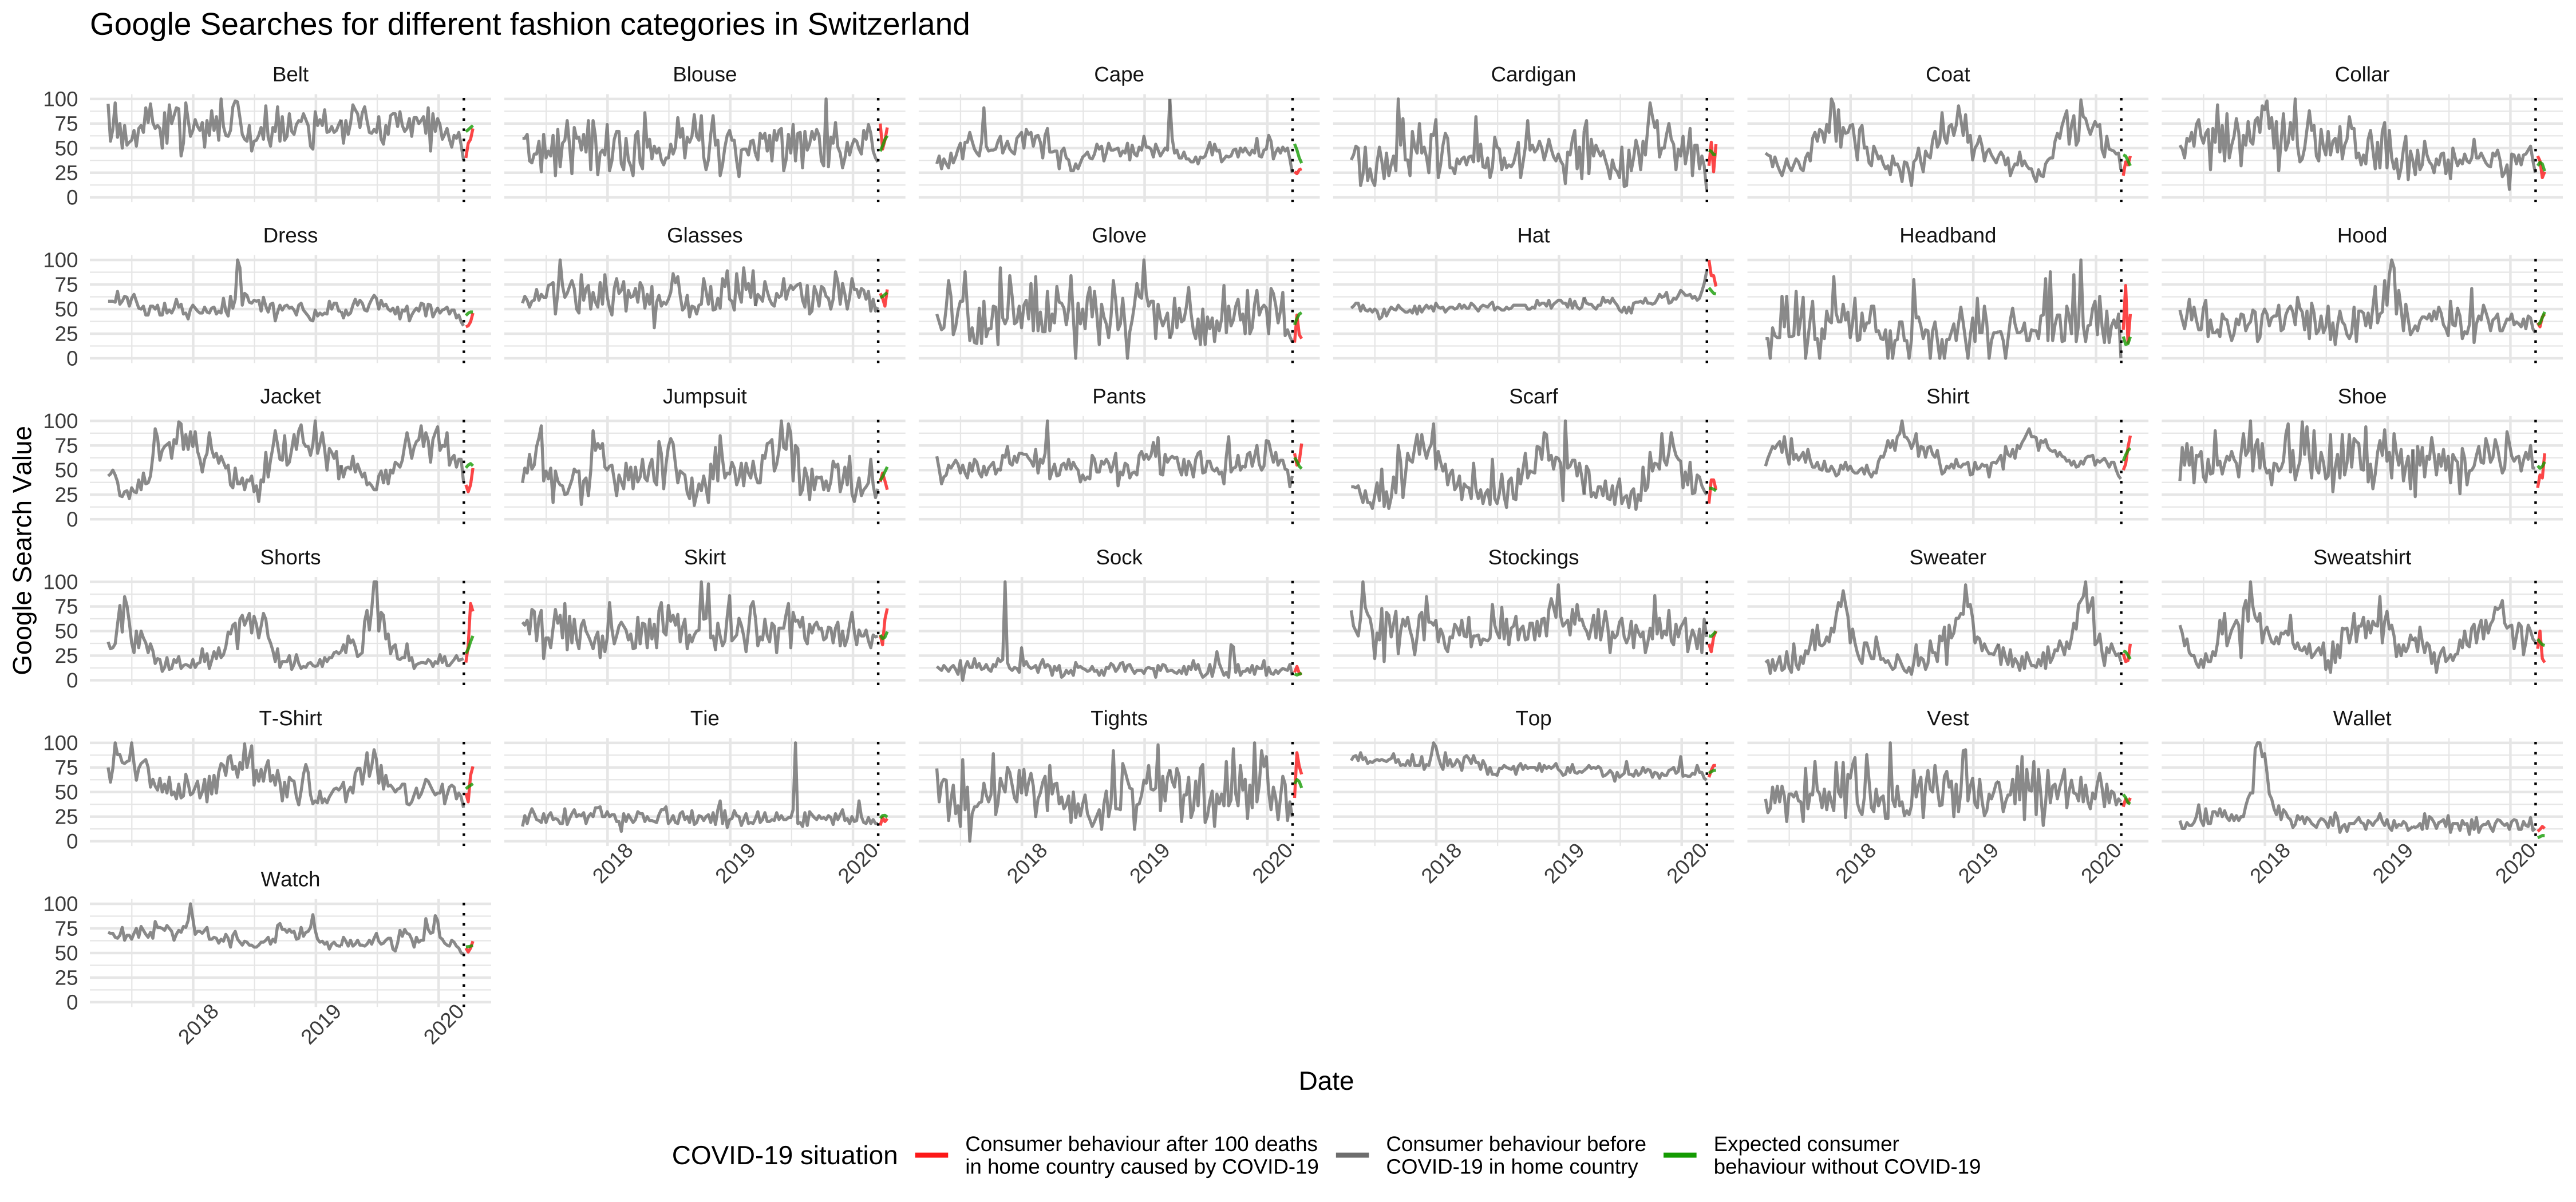 Google Searches for different fashion categories in Switzerland
Belt Blouse Cape Cardigan Coat Collar
100
75
50
25
0
Dress Glasses Glove Hat Headband Hood
100
75
50
25
0
Jacket Jumpsuit Pants Scarf Shirt Shoe
100
75
50
25
0
Google Search Value
Shorts Skirt Sock Stockings Sweater Sweatshirt
100
75
50
25
0
T-Shirt Tie Tights Top Vest Wallet
100
75
50
25
0
2018 2019 2020 2018 2019 2020 2018 2019 2020 2018 2019 2020 2018 2019 2020
Watch
100
75
50
25
0
2018 2019 2020
Date
COVID-19 situation
Consumer behaviour after 100 deaths
in home country caused by COVID-19
Consumer behaviour before
COVID-19 in home country
Expected consumer
behaviour without COVID-19